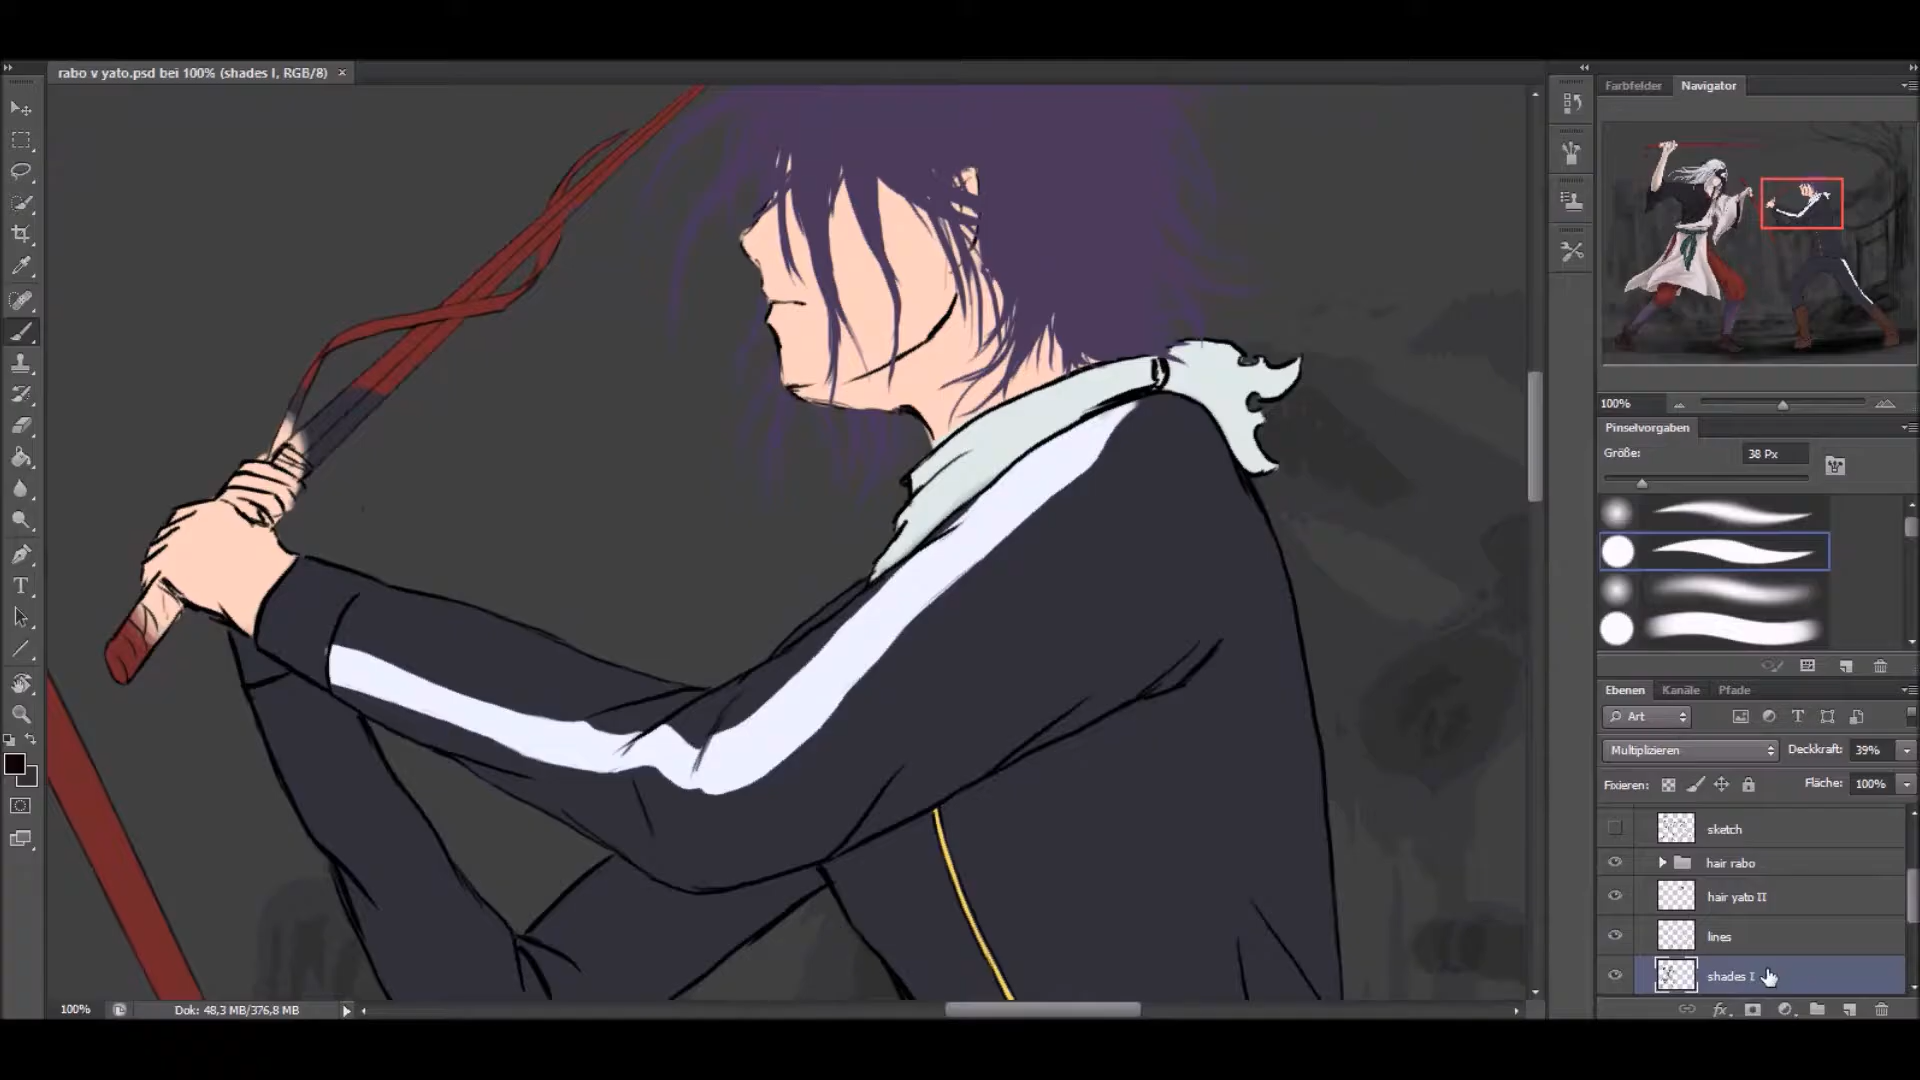 rabo v yato.psd bei 100% (shades I, RGB/8) ×
Farbfelder Navigator
100%
Pinselvorgaben
Größe: 38 Px
Ebenen Kanäle Pfade
Art
Multiplizieren Deckkraft: 39%
Fixieren: Fläche: 100%
sketch
hair rabo
hair yato II
lines
shades I
100% Dok: 48,3 MB/376,8 MB